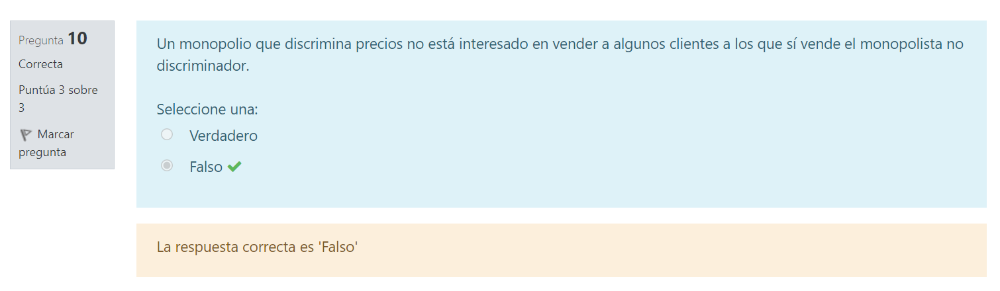 Pregunta 10
Correcta
Puntúa 3 sobre
3
Marcar
pregunta
Un monopolio que discrimina precios no está interesado en vender a algunos clientes a los que sí vende el monopolista no
discriminador.
Seleccione una:
Verdadero
Falso
La respuesta correcta es 'Falso'